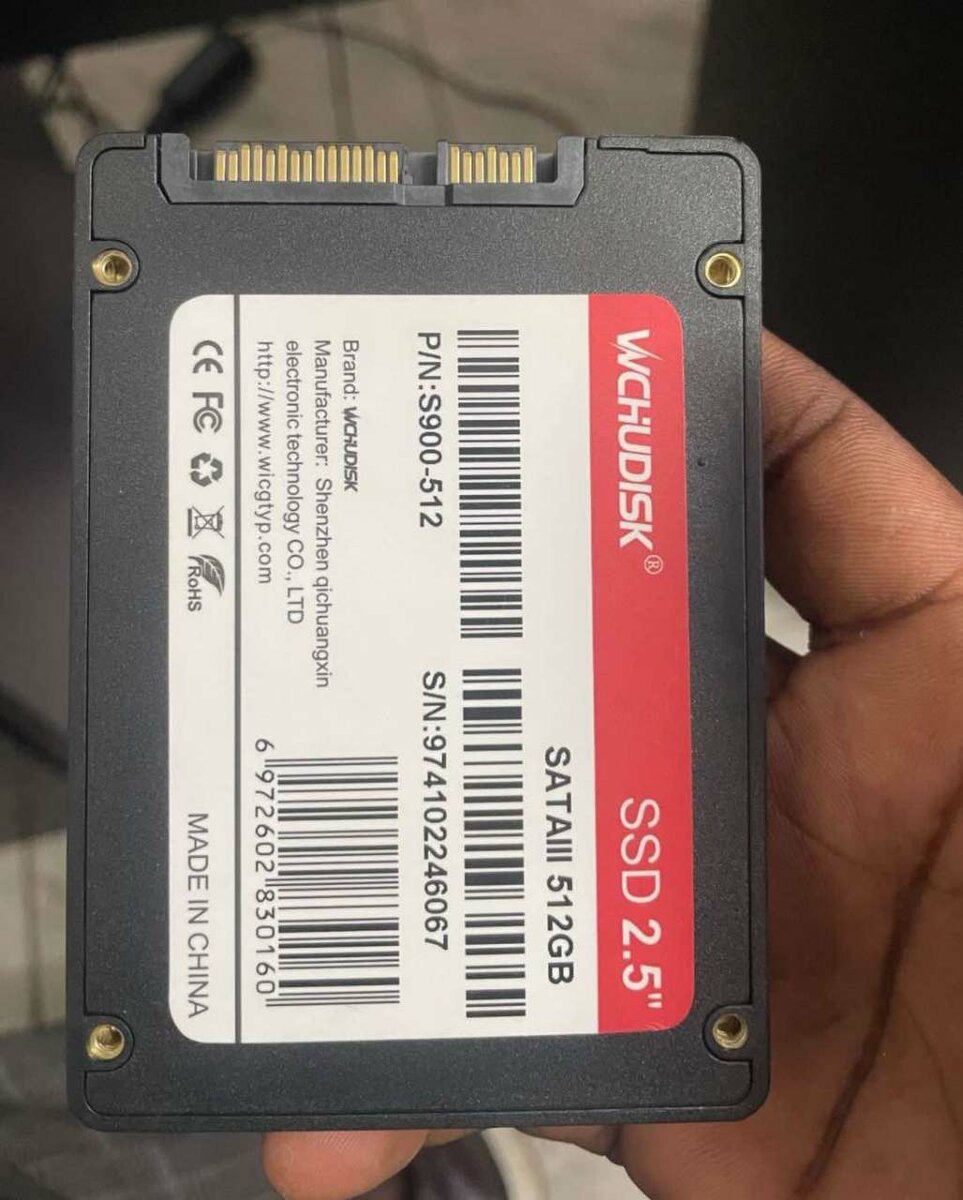 WCHUDISK® SSD 2.5"
SATAIII 512GB
P/N:S900-512 S/N:974102246067
Brand: WCHUDISK
Manufacturer: Shenzhen qichuangxin
electronic technology CO., LTD
http://www.wicgtyp.com
6 972602 830160
CE FC RoHS MADE IN CHINA